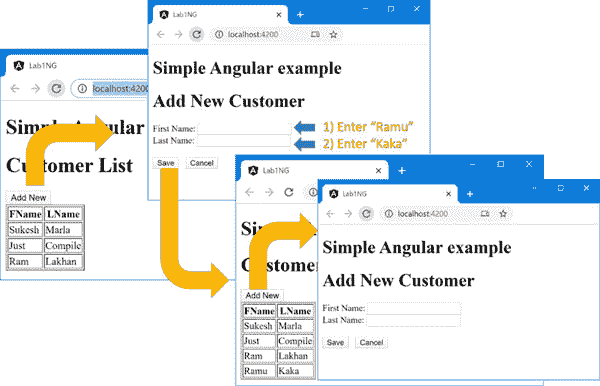 Lab1NG
localhost:4200
Simple Angular
Customer List
Add New
FName LName
Sukesh Marla
Just Compile
Ram Lakhan
Lab1NG
localhost:4200
Simple Angular example
Add New Customer
First Name:
Last Name:
1) Enter “Ramu”
2) Enter “Kaka”
Save Cancel
Lab1NG
Add New
FName LName
Sukesh Marla
Just Compile
Ram Lakhan
Ramu Kaka
Lab1NG
localhost:4200
Simple Angular example
Add New Customer
First Name:
Last Name:
Save Cancel